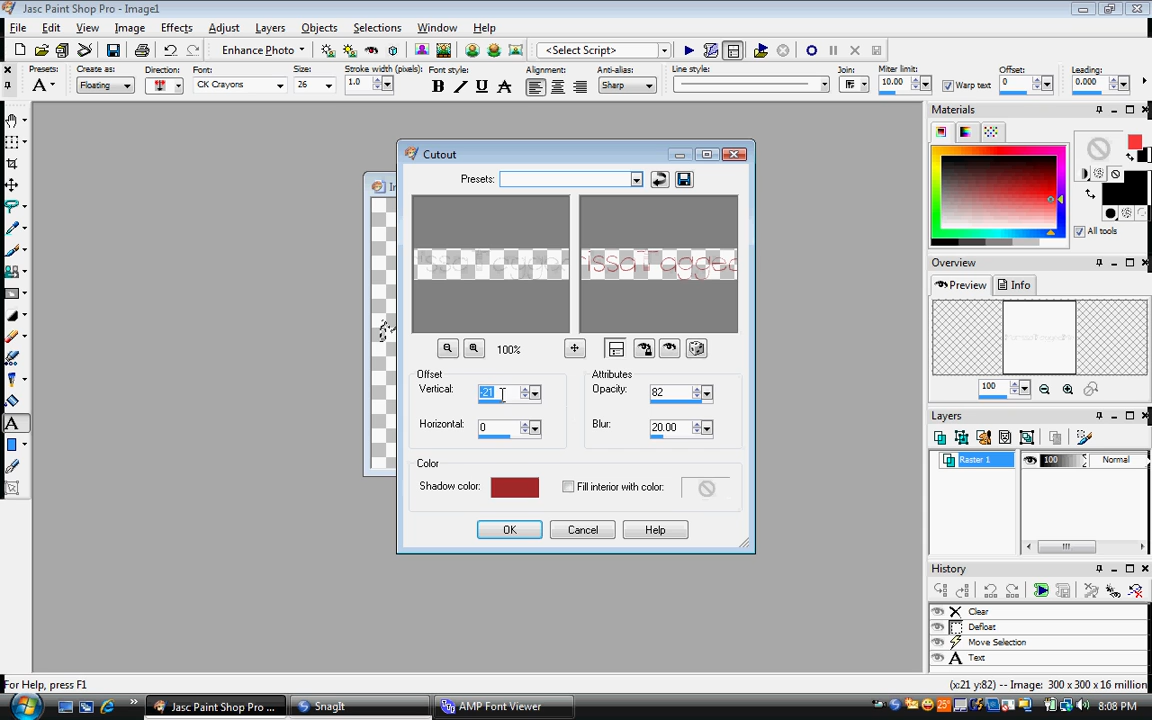 Jasc Paint Shop Pro - Image1
File Edit View Image Effects Adjust Layers Objects Selections Window Help
Enhance Photo <Select Script>
Presets: Create as: Direction: Font: Size: Stroke width (pixels): Font style: Alignment: Anti-alias: Line style: Join: Miter limit: Offset: Leading:
A Floating CK Crayons 26 1.0 B I U A Sharp 10.00 Warp text 0 0.000
Materials
All tools
Overview
Preview Info
100
Layers
Raster 1 100 Normal
History
Clear
Defloat
Move Selection
Text
Cutout
Presets:
issaTagged
100%
Offset
Vertical: -21
Horizontal: 0
Attributes
Opacity: 82
Blur: 20.00
Color
Shadow color: Fill interior with color:
OK Cancel Help
For Help, press F1 (x:21 y:82) -- Image: 300 x 300 x 16 million
Jasc Paint Shop Pro ... SnagIt AMP Font Viewer 25° 8:08 PM